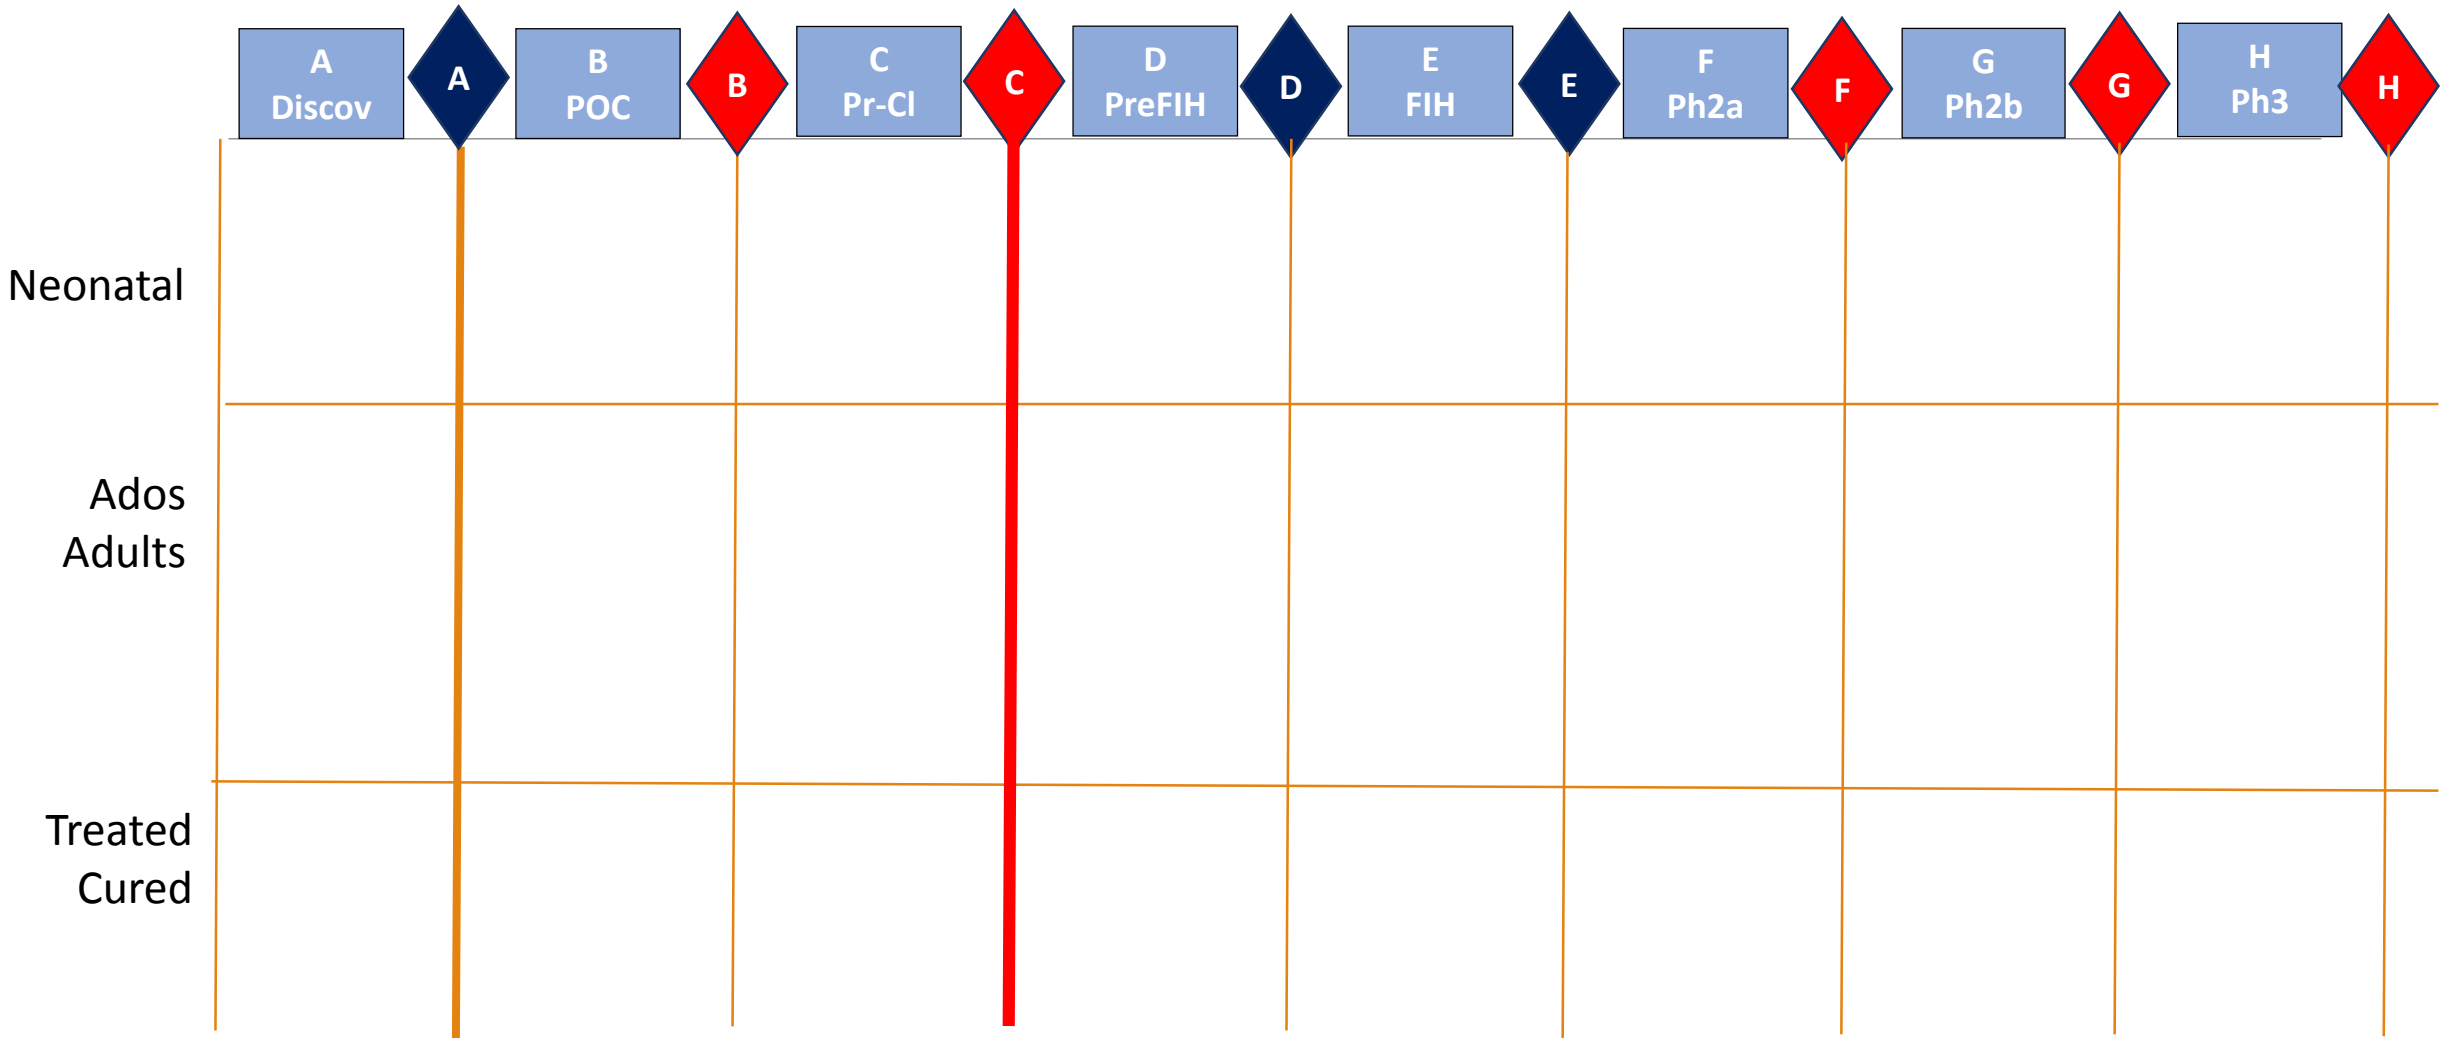 A
Discov
A
B
POC
B
C
Pr-Cl
C
D
PreFIH
D
E
FIH
E
F
Ph2a
F
G
Ph2b
G
H
Ph3
H
Neonatal
Ados
Adults
Treated
Cured